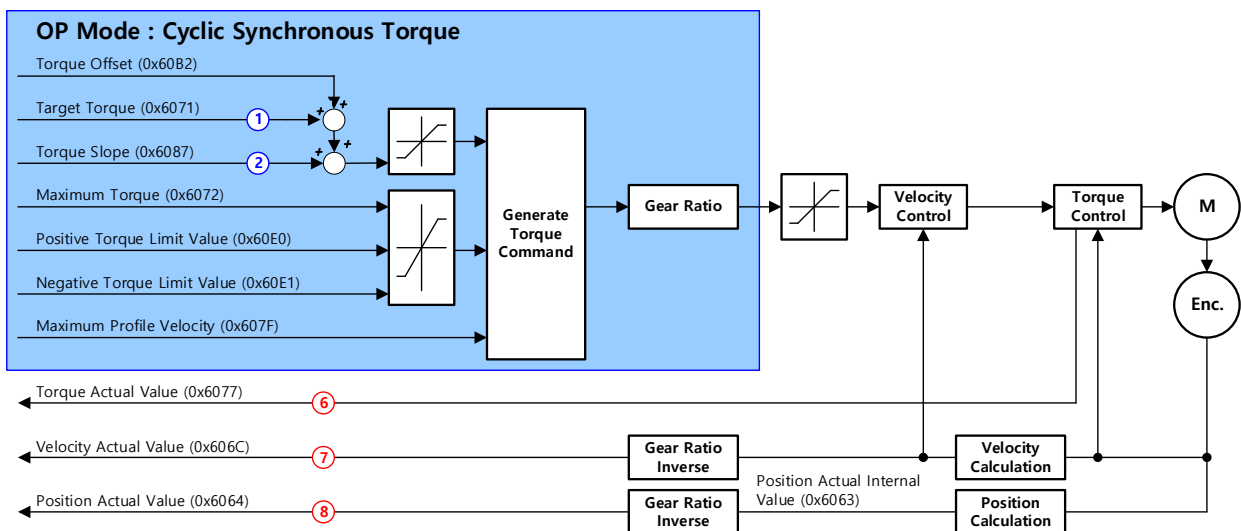 OP Mode : Cyclic Synchronous Torque
Torque Offset (0x60B2)
Target Torque (0x6071)
1
+
+
Torque Slope (0x6087)
2
+
+
Maximum Torque (0x6072)
Positive Torque Limit Value (0x60E0)
Negative Torque Limit Value (0x60E1)
Maximum Profile Velocity (0x607F)
Generate
Torque
Command
Gear Ratio
Velocity
Control
Torque
Control
M
Enc.
Torque Actual Value (0x6077)
6
Velocity Actual Value (0x606C)
7
Gear Ratio
Inverse
Velocity
Calculation
Position Actual Value (0x6064)
8
Gear Ratio
Inverse
Position Actual Internal
Value (0x6063)
Position
Calculation